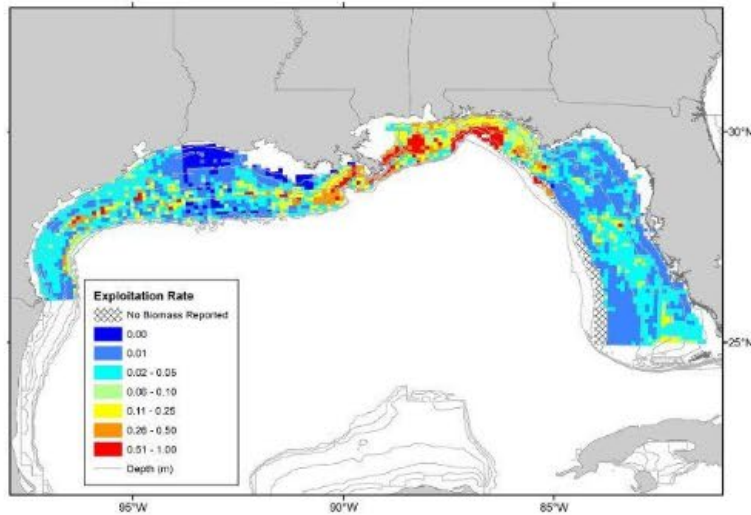 30°N
25°N
Exploitation Rate
No Biomass Reported
0.00
0.01
0.02 - 0.05
0.06 - 0.10
0.11 - 0.25
0.26 - 0.50
0.51 - 1.00
Depth (m)
95°W 90°W 85°W